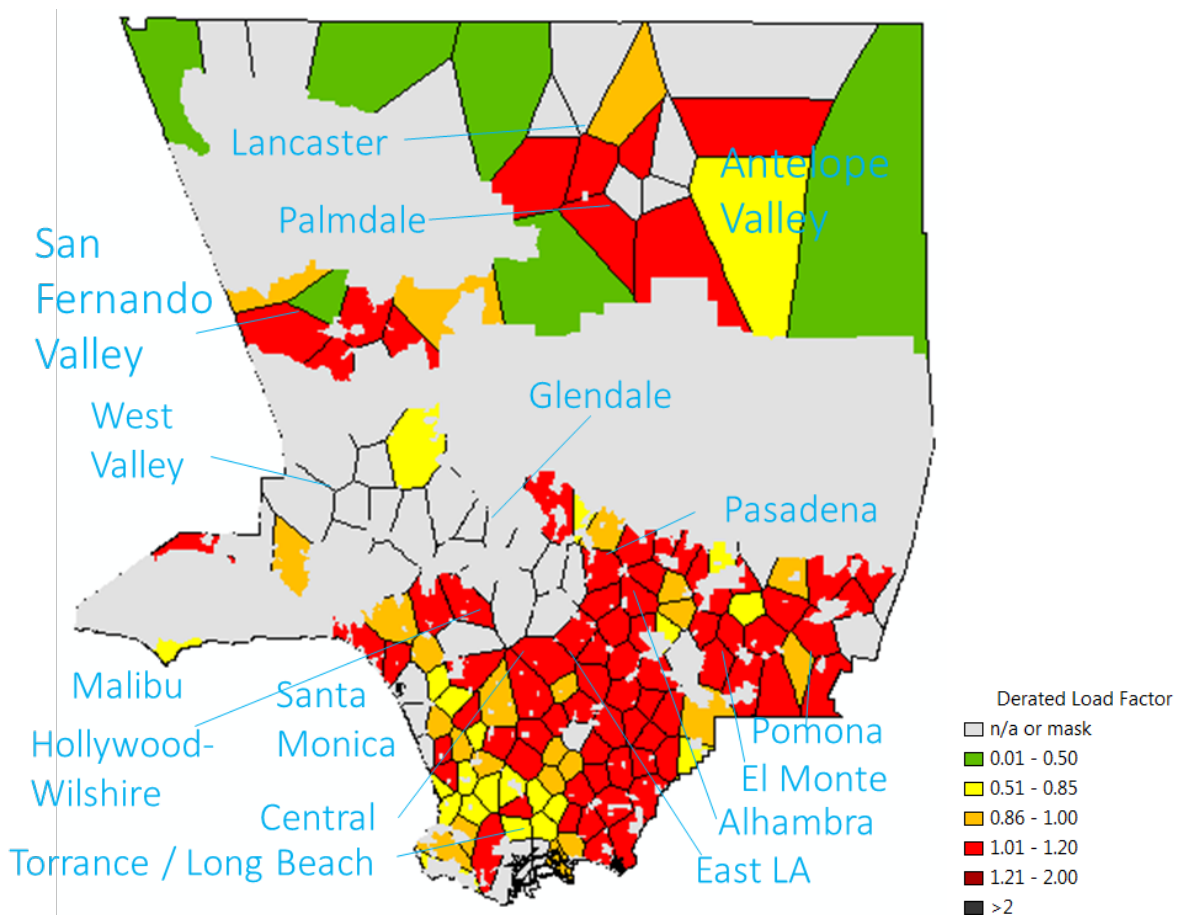 Lancaster
Antelope
Valley
Palmdale
San
Fernando
Valley
Glendale
West
Valley
Pasadena
Malibu
Santa
Monica
Hollywood-
Wilshire
Pomona
El Monte
Central
Alhambra
Torrance / Long Beach
East LA
Derated Load Factor
n/a or mask
0.01 - 0.50
0.51 - 0.85
0.86 - 1.00
1.01 - 1.20
1.21 - 2.00
>2